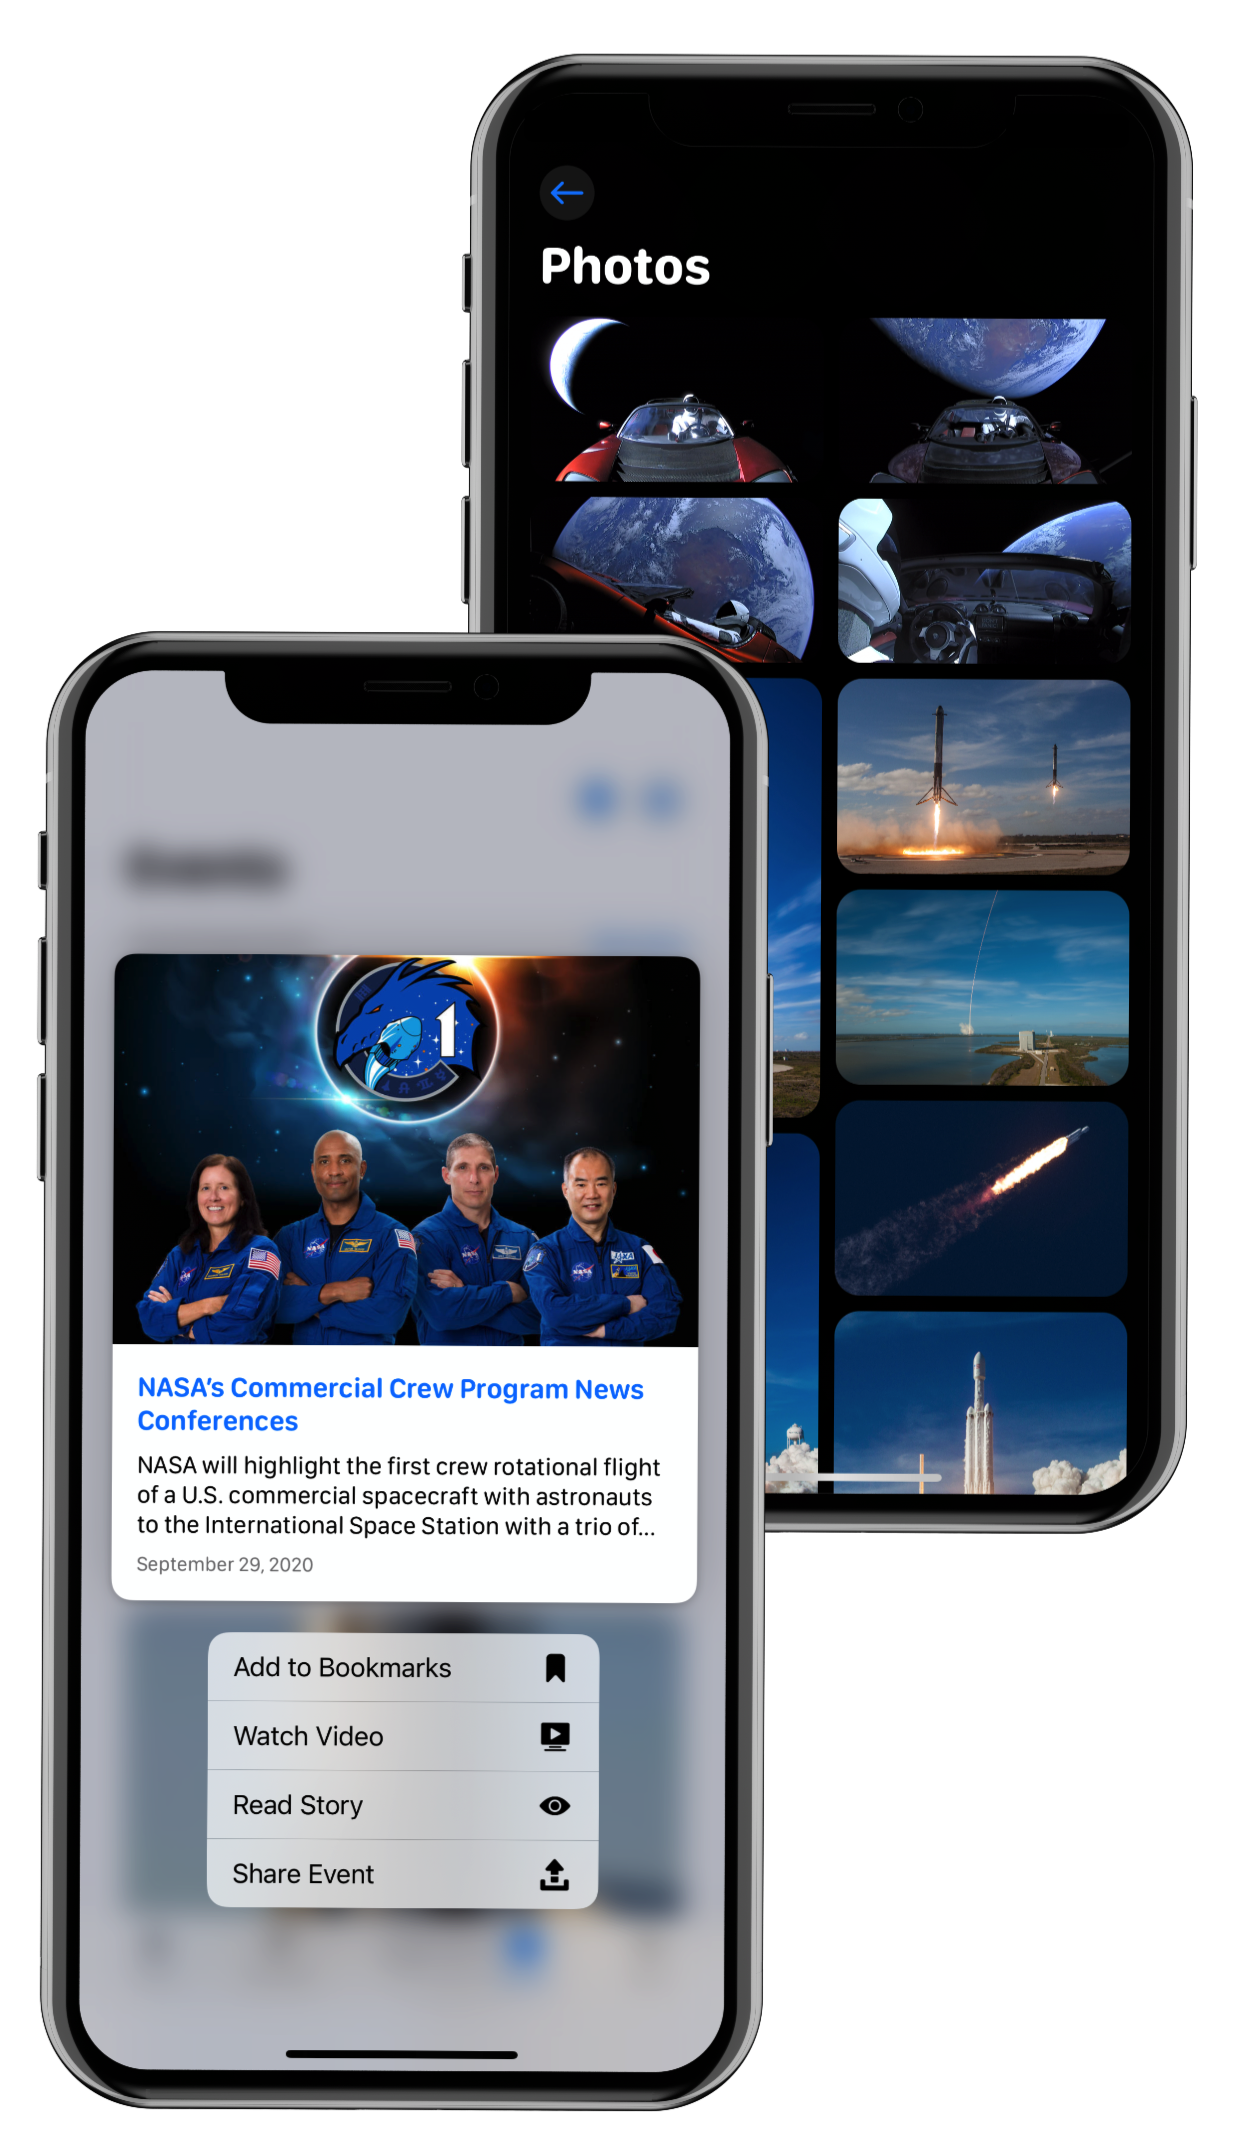 Photos
1
NASA's Commercial Crew Program News
Conferences
NASA will highlight the first crew rotational flight
of a U.S. commercial spacecraft with astronauts
to the International Space Station with a trio of...
September 29, 2020
Add to Bookmarks
Watch Video
Read Story
Share Event